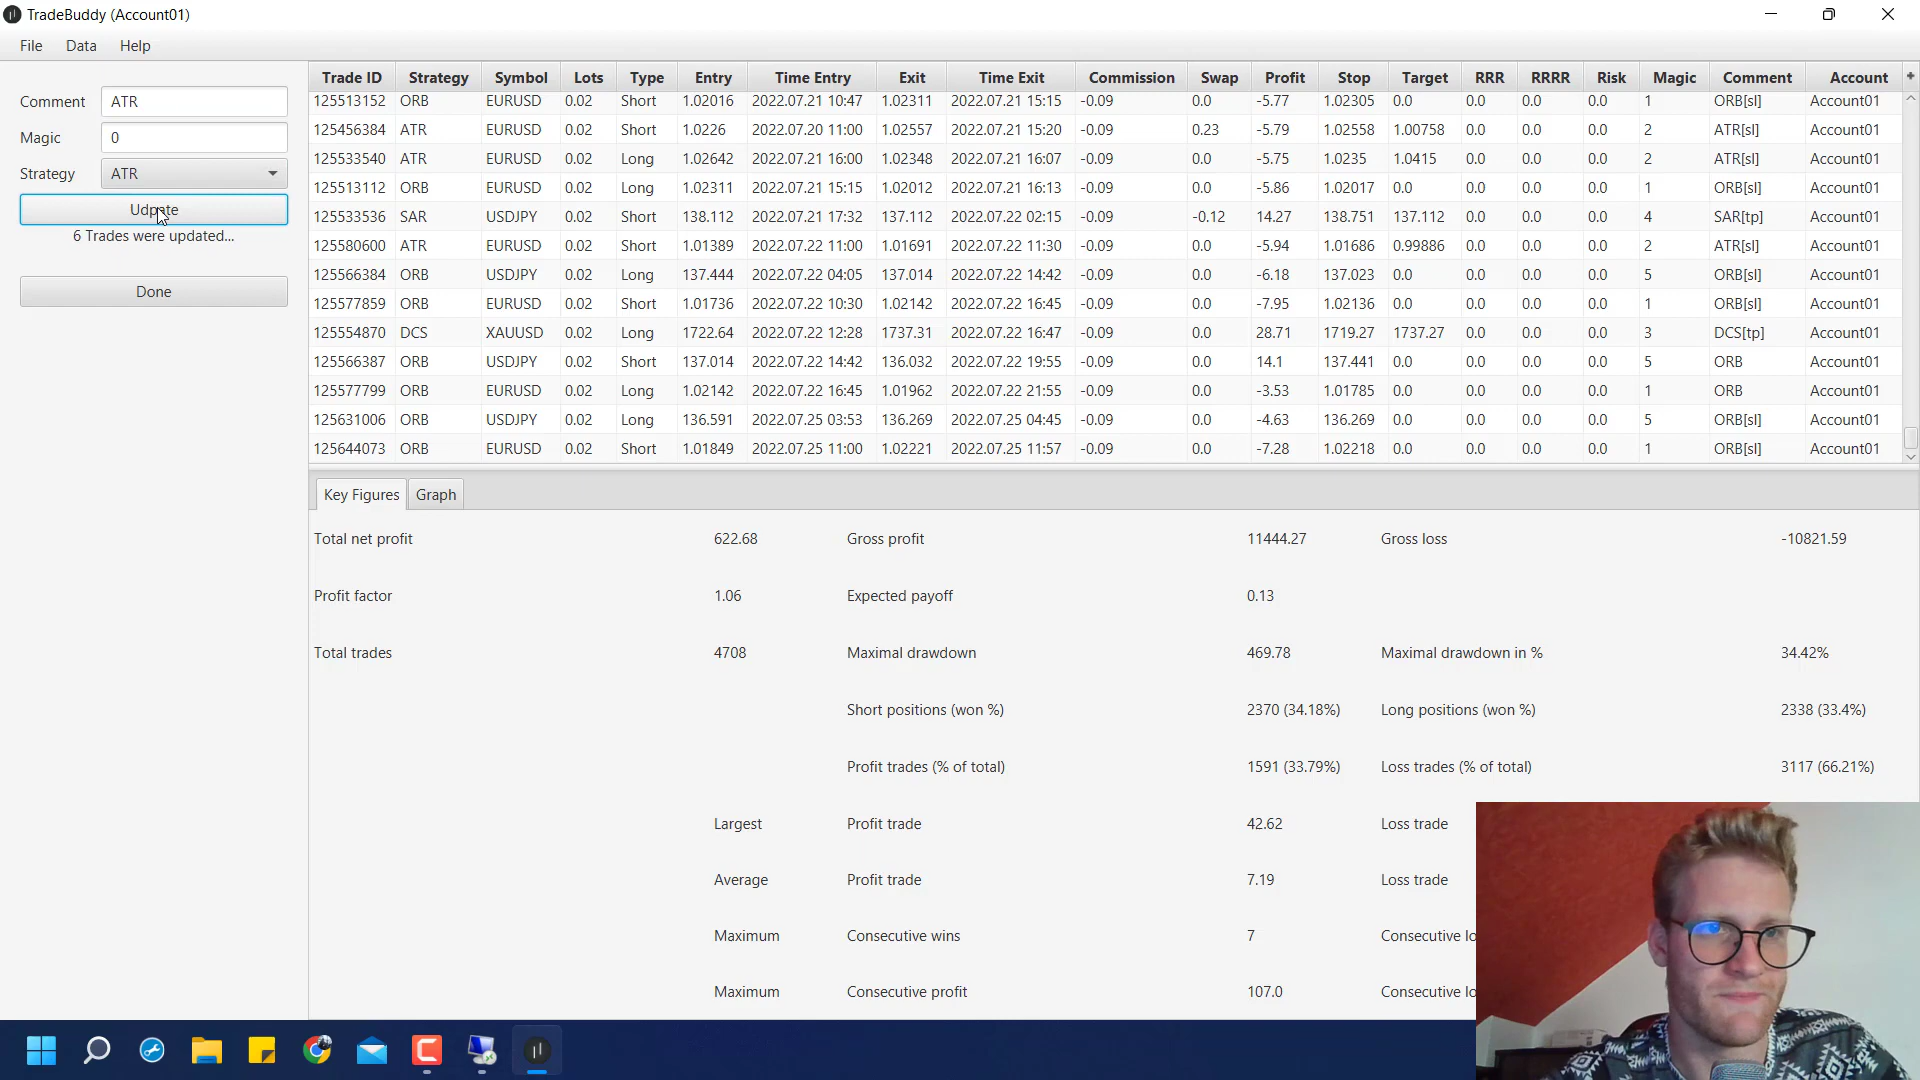 TradeBuddy (Account01)
File Data Help
Comment ATR
Magic 0
Strategy ATR
Udpate
6 Trades were updated...
Done
Trade ID Strategy Symbol Lots Type Entry Time Entry Exit Time Exit Commission Swap Profit Stop Target RRR RRRR Risk Magic Comment Account +
125513152 ORB EURUSD 0.02 Short 1.02016 2022.07.21 10:47 1.02311 2022.07.21 15:15 -0.09 0.0 -5.77 1.02305 0.0 0.0 0.0 0.0 1 ORB[sl] Account01
125456384 ATR EURUSD 0.02 Short 1.0226 2022.07.20 11:00 1.02557 2022.07.21 15:20 -0.09 0.23 -5.79 1.02558 1.00758 0.0 0.0 0.0 2 ATR[sl] Account01
125533540 ATR EURUSD 0.02 Long 1.02642 2022.07.21 16:00 1.02348 2022.07.21 16:07 -0.09 0.0 -5.75 1.0235 1.0415 0.0 0.0 0.0 2 ATR[sl] Account01
125513112 ORB EURUSD 0.02 Long 1.02311 2022.07.21 15:15 1.02012 2022.07.21 16:13 -0.09 0.0 -5.86 1.02017 0.0 0.0 0.0 0.0 1 ORB[sl] Account01
125533536 SAR USDJPY 0.02 Short 138.112 2022.07.21 17:32 137.112 2022.07.22 02:15 -0.09 -0.12 14.27 138.751 137.112 0.0 0.0 0.0 4 SAR[tp] Account01
125580600 ATR EURUSD 0.02 Short 1.01389 2022.07.22 11:00 1.01691 2022.07.22 11:30 -0.09 0.0 -5.94 1.01686 0.99886 0.0 0.0 0.0 2 ATR[sl] Account01
125566384 ORB USDJPY 0.02 Long 137.444 2022.07.22 04:05 137.014 2022.07.22 14:42 -0.09 0.0 -6.18 137.023 0.0 0.0 0.0 0.0 5 ORB[sl] Account01
125577859 ORB EURUSD 0.02 Short 1.01736 2022.07.22 10:30 1.02142 2022.07.22 16:45 -0.09 0.0 -7.95 1.02136 0.0 0.0 0.0 0.0 1 ORB[sl] Account01
125554870 DCS XAUUSD 0.02 Long 1722.64 2022.07.22 12:28 1737.31 2022.07.22 16:47 -0.09 0.0 28.71 1719.27 1737.27 0.0 0.0 0.0 3 DCS[tp] Account01
125566387 ORB USDJPY 0.02 Short 137.014 2022.07.22 14:42 136.032 2022.07.22 19:55 -0.09 0.0 14.1 137.441 0.0 0.0 0.0 0.0 5 ORB Account01
125577799 ORB EURUSD 0.02 Long 1.02142 2022.07.22 16:45 1.01962 2022.07.22 21:55 -0.09 0.0 -3.53 1.01785 0.0 0.0 0.0 0.0 1 ORB Account01
125631006 ORB USDJPY 0.02 Long 136.591 2022.07.25 03:53 136.269 2022.07.25 04:45 -0.09 0.0 -4.63 136.269 0.0 0.0 0.0 0.0 5 ORB[sl] Account01
125644073 ORB EURUSD 0.02 Short 1.01849 2022.07.25 11:00 1.02221 2022.07.25 11:57 -0.09 0.0 -7.28 1.02218 0.0 0.0 0.0 0.0 1 ORB[sl] Account01
Key Figures Graph
Total net profit 622.68 Gross profit 11444.27 Gross loss -10821.59
Profit factor 1.06 Expected payoff 0.13
Total trades 4708 Maximal drawdown 469.78 Maximal drawdown in % 34.42%
Short positions (won %) 2370 (34.18%) Long positions (won %) 2338 (33.4%)
Profit trades (% of total) 1591 (33.79%) Loss trades (% of total) 3117 (66.21%)
Largest Profit trade 42.62 Loss trade
Average Profit trade 7.19 Loss trade
Maximum Consecutive wins 7 Consecutive lo
Maximum Consecutive profit 107.0 Consecutive lo